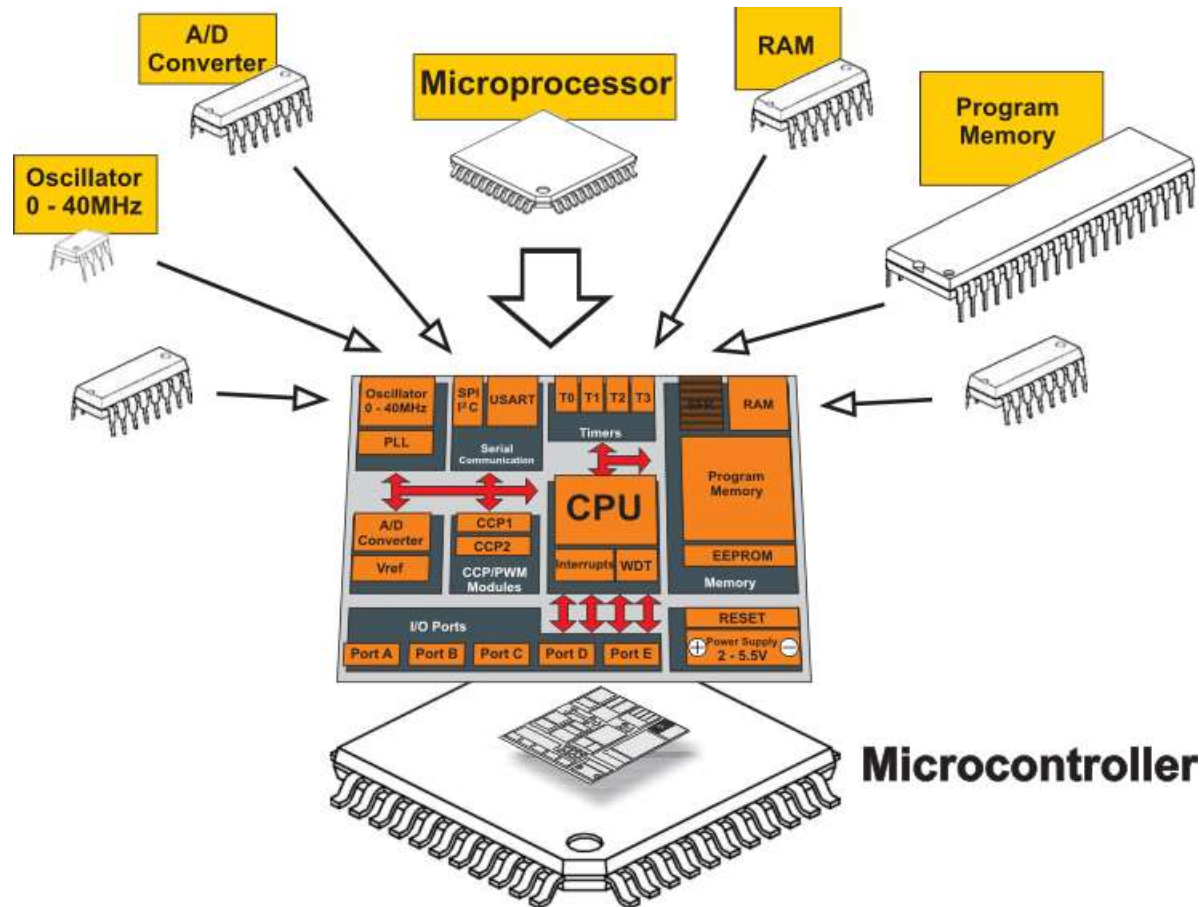 A/D
Converter
Microprocessor
RAM
Program
Memory
Oscillator
0 - 40MHz
Oscillator
0 - 40MHz
PLL
SPI
I²C
USART
Serial
Communication
T0
T1
T2
T3
Timers
SFR
RAM
Program
Memory
EEPROM
Memory
A/D
Converter
Vref
CCP1
CCP2
CCP/PWM
Modules
CPU
Interrupts
WDT
I/O Ports
Port A
Port B
Port C
Port D
Port E
RESET
Power Supply
2 - 5.5V
Microcontroller